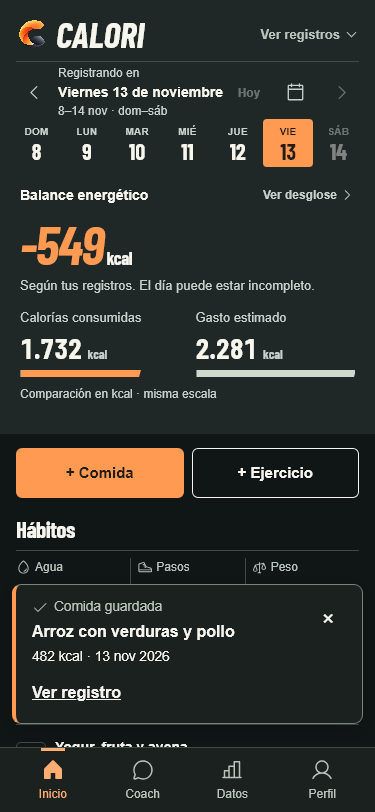 CALORI
Ver registros
Registrando en
Viernes 13 de noviembre
Hoy
8–14 nov · dom–sáb
DOM LUN MAR MIÉ JUE VIE SÁB
8 9 10 11 12 13 14
Balance energético
Ver desglose
-549 kcal
Según tus registros. El día puede estar incompleto.
Calorías consumidas
Gasto estimado
1.732 kcal
2.281 kcal
Comparación en kcal · misma escala
+ Comida
+ Ejercicio
Hábitos
Agua
Pasos
Peso
Comida guardada
Arroz con verduras y pollo
482 kcal · 13 nov 2026
Ver registro
Yogur, fruta y avena
Inicio
Coach
Datos
Perfil